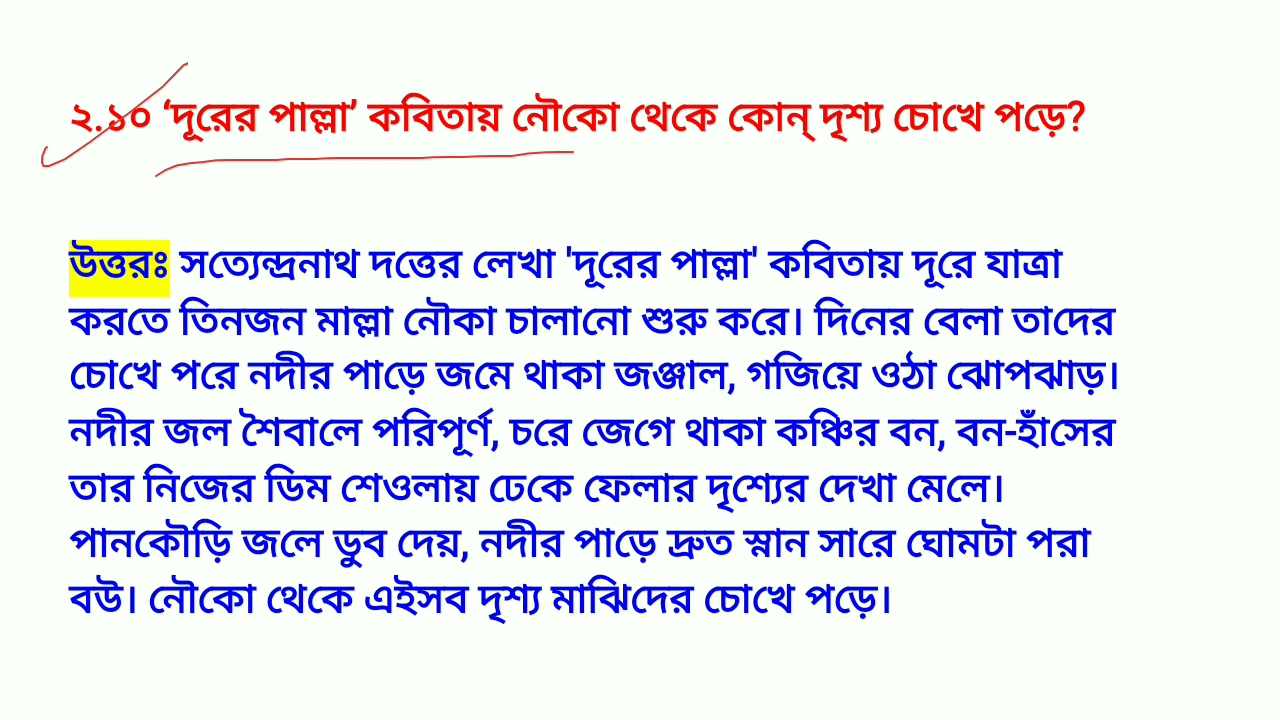 ২.১০ ‘দূরের পাল্লা’ কবিতায় নৌকো থেকে কোন্ দৃশ্য চোখে পড়ে?
উত্তরঃ সত্যেন্দ্রনাথ দত্তের লেখা 'দূরের পাল্লা' কবিতায় দূরে যাত্রা
করতে তিনজন মাল্লা নৌকা চালানো শুরু করে। দিনের বেলা তাদের
চোখে পরে নদীর পাড়ে জমে থাকা জঞ্জাল, গজিয়ে ওঠা ঝোপঝাড়।
নদীর জল শৈবালে পরিপূর্ণ, চরে জেগে থাকা কঞ্চির বন, বন-হাঁসের
তার নিজের ডিম শেওলায় ঢেকে ফেলার দৃশ্যের দেখা মেলে।
পানকৌড়ি জলে ডুব দেয়, নদীর পাড়ে দ্রুত স্নান সারে ঘোমটা পরা
বউ। নৌকো থেকে এইসব দৃশ্য মাঝিদের চোখে পড়ে।